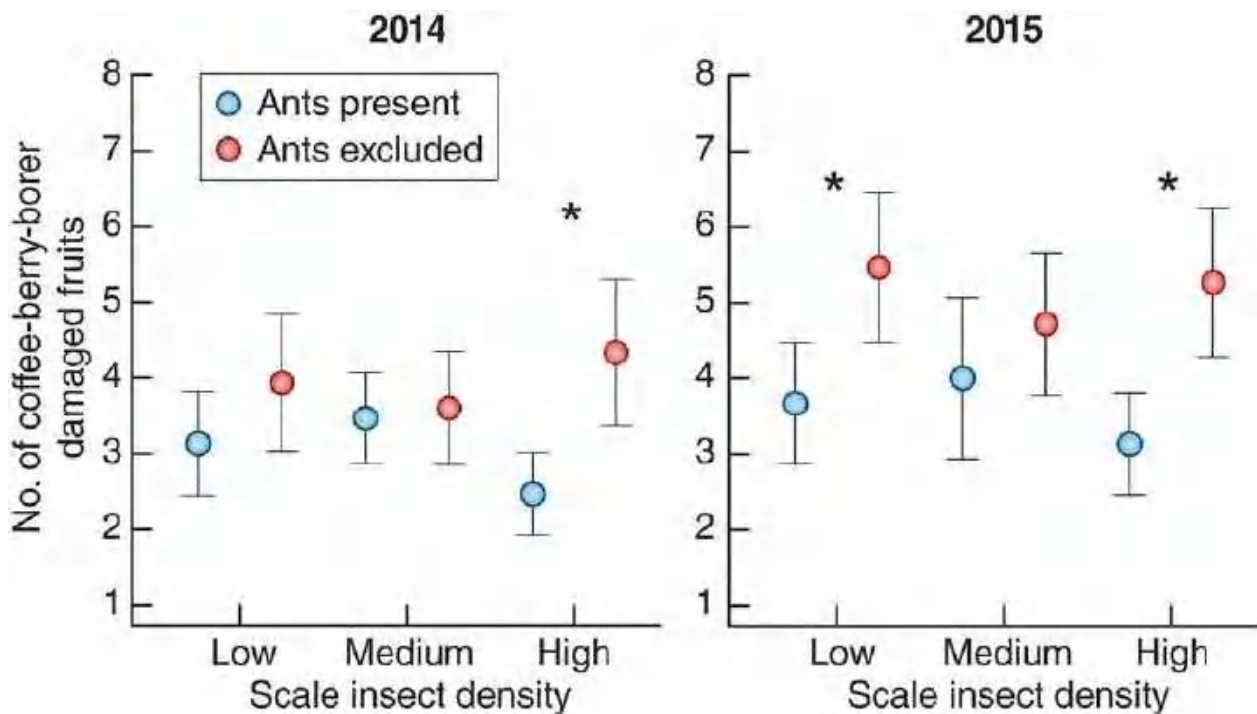 2014
8
7
6
5
4
3
2
1
No. of coffee-berry-borer
damaged fruits
Ants present
Ants excluded
*
Low Medium High
Scale insect density
2015
8
7
6
5
4
3
2
1
* *
Low Medium High
Scale insect density